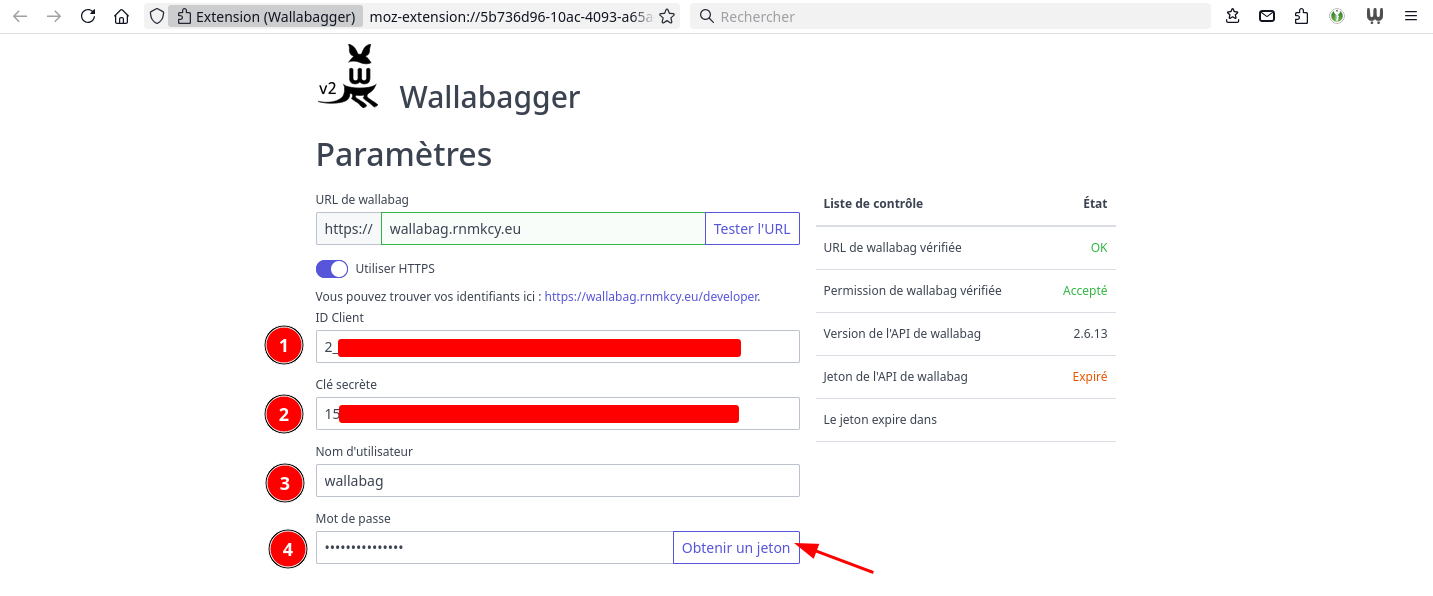 Extension (Wallabagger) moz-extension://5b736d96-10ac-4093-a65a Rechercher
v2 W
Wallabagger
Paramètres
URL de wallabag
https:// wallabag.rnmkcy.eu Tester l'URL
Utiliser HTTPS
Vous pouvez trouver vos identifiants ici : https://wallabag.rnmkcy.eu/developer.
ID Client
1 2_
Clé secrète
2 15
Nom d'utilisateur
3 wallabag
Mot de passe
4 ••••••••••••••• Obtenir un jeton
Liste de contrôle État
URL de wallabag vérifiée OK
Permission de wallabag vérifiée Accepté
Version de l'API de wallabag 2.6.13
Jeton de l'API de wallabag Expiré
Le jeton expire dans